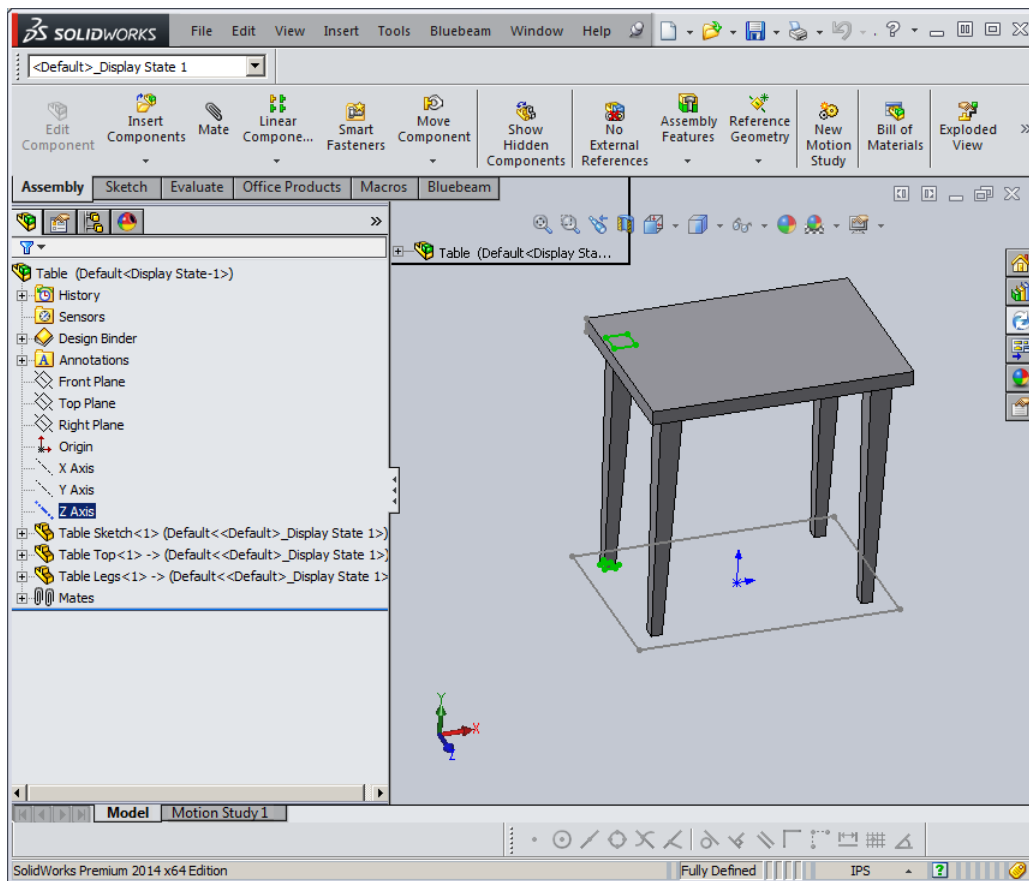 SOLIDWORKS File Edit View Insert Tools Bluebeam Window Help
<Default>_Display State 1
Edit Component
Insert Components
Mate
Linear Compone...
Smart Fasteners
Move Component
Show Hidden Components
No External References
Assembly Features
Reference Geometry
New Motion Study
Bill of Materials
Exploded View
Assembly Sketch Evaluate Office Products Macros Bluebeam
Table (Default<Display Sta...
Table (Default<Display State-1>)
History
Sensors
Design Binder
A Annotations
Front Plane
Top Plane
Right Plane
Origin
X Axis
Y Axis
Z Axis
Table Sketch<1> (Default<<Default>_Display State 1>)
Table Top<1> -> (Default<<Default>_Display State 1>)
Table Legs<1> -> (Default<<Default>_Display State 1>
Mates
Y
X
Z
Model Motion Study 1
SolidWorks Premium 2014 x64 Edition Fully Defined IPS ?